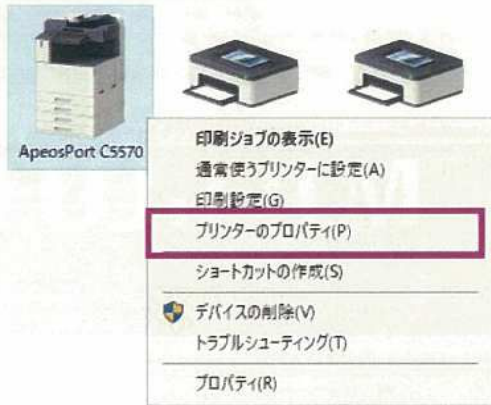 ApeosPort C5570
印刷ジョブの表示(E)
通常使うプリンターに設定(A)
印刷設定(G)
プリンターのプロパティ(P)
ショートカットの作成(S)
デバイスの削除(V)
トラブルシューティング(T)
プロパティ(R)